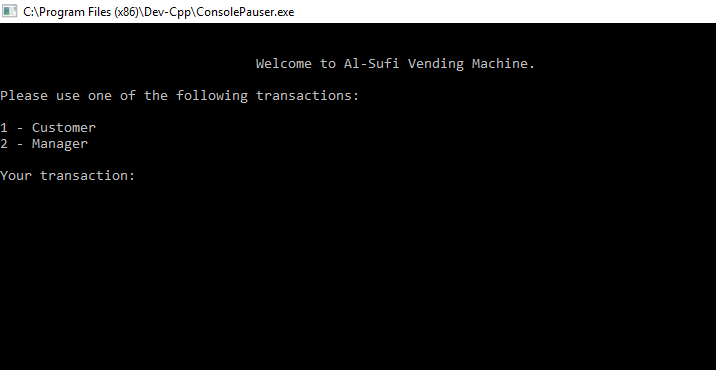 C:\Program Files (x86)\Dev-Cpp\ConsolePauser.exe
Welcome to Al-Sufi Vending Machine.
Please use one of the following transactions:
1 - Customer
2 - Manager
Your transaction: